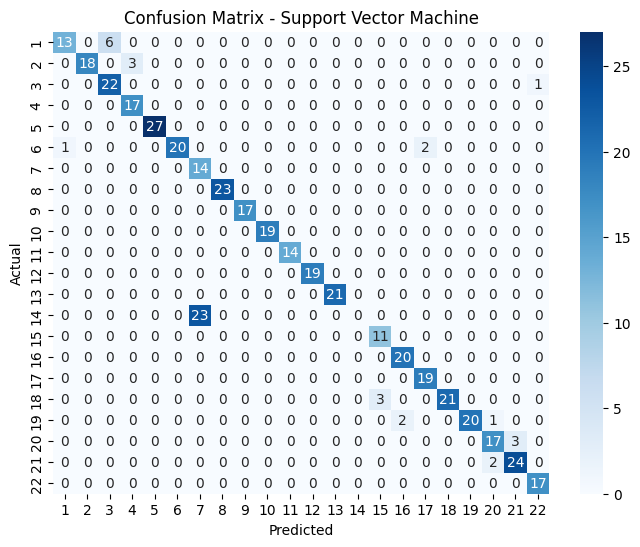 Confusion Matrix - Support Vector Machine
1 13 0 6 0 0 0 0 0 0 0 0 0 0 0 0 0 0 0 0 0 0 0
2 0 18 0 3 0 0 0 0 0 0 0 0 0 0 0 0 0 0 0 0 0 0
3 0 0 22 0 0 0 0 0 0 0 0 0 0 0 0 0 0 0 0 0 0 1
4 0 0 0 17 0 0 0 0 0 0 0 0 0 0 0 0 0 0 0 0 0 0
5 0 0 0 0 27 0 0 0 0 0 0 0 0 0 0 0 0 0 0 0 0 0
6 1 0 0 0 0 20 0 0 0 0 0 0 0 0 0 0 2 0 0 0 0 0
7 0 0 0 0 0 0 14 0 0 0 0 0 0 0 0 0 0 0 0 0 0 0
8 0 0 0 0 0 0 0 23 0 0 0 0 0 0 0 0 0 0 0 0 0 0
9 0 0 0 0 0 0 0 0 17 0 0 0 0 0 0 0 0 0 0 0 0 0
10 0 0 0 0 0 0 0 0 0 19 0 0 0 0 0 0 0 0 0 0 0 0
11 0 0 0 0 0 0 0 0 0 0 14 0 0 0 0 0 0 0 0 0 0 0
12 0 0 0 0 0 0 0 0 0 0 0 19 0 0 0 0 0 0 0 0 0 0
13 0 0 0 0 0 0 0 0 0 0 0 0 21 0 0 0 0 0 0 0 0 0
14 0 0 0 0 0 0 23 0 0 0 0 0 0 0 0 0 0 0 0 0 0 0
15 0 0 0 0 0 0 0 0 0 0 0 0 0 0 11 0 0 0 0 0 0 0
16 0 0 0 0 0 0 0 0 0 0 0 0 0 0 0 20 0 0 0 0 0 0
17 0 0 0 0 0 0 0 0 0 0 0 0 0 0 0 0 19 0 0 0 0 0
18 0 0 0 0 0 0 0 0 0 0 0 0 0 0 3 0 0 21 0 0 0 0
19 0 0 0 0 0 0 0 0 0 0 0 0 0 0 0 2 0 0 20 1 0 0
20 0 0 0 0 0 0 0 0 0 0 0 0 0 0 0 0 0 0 0 17 3 0
21 0 0 0 0 0 0 0 0 0 0 0 0 0 0 0 0 0 0 0 2 24 0
22 0 0 0 0 0 0 0 0 0 0 0 0 0 0 0 0 0 0 0 0 0 17
Actual
1 2 3 4 5 6 7 8 9 10 11 12 13 14 15 16 17 18 19 20 21 22
Predicted
25
20
15
10
5
0